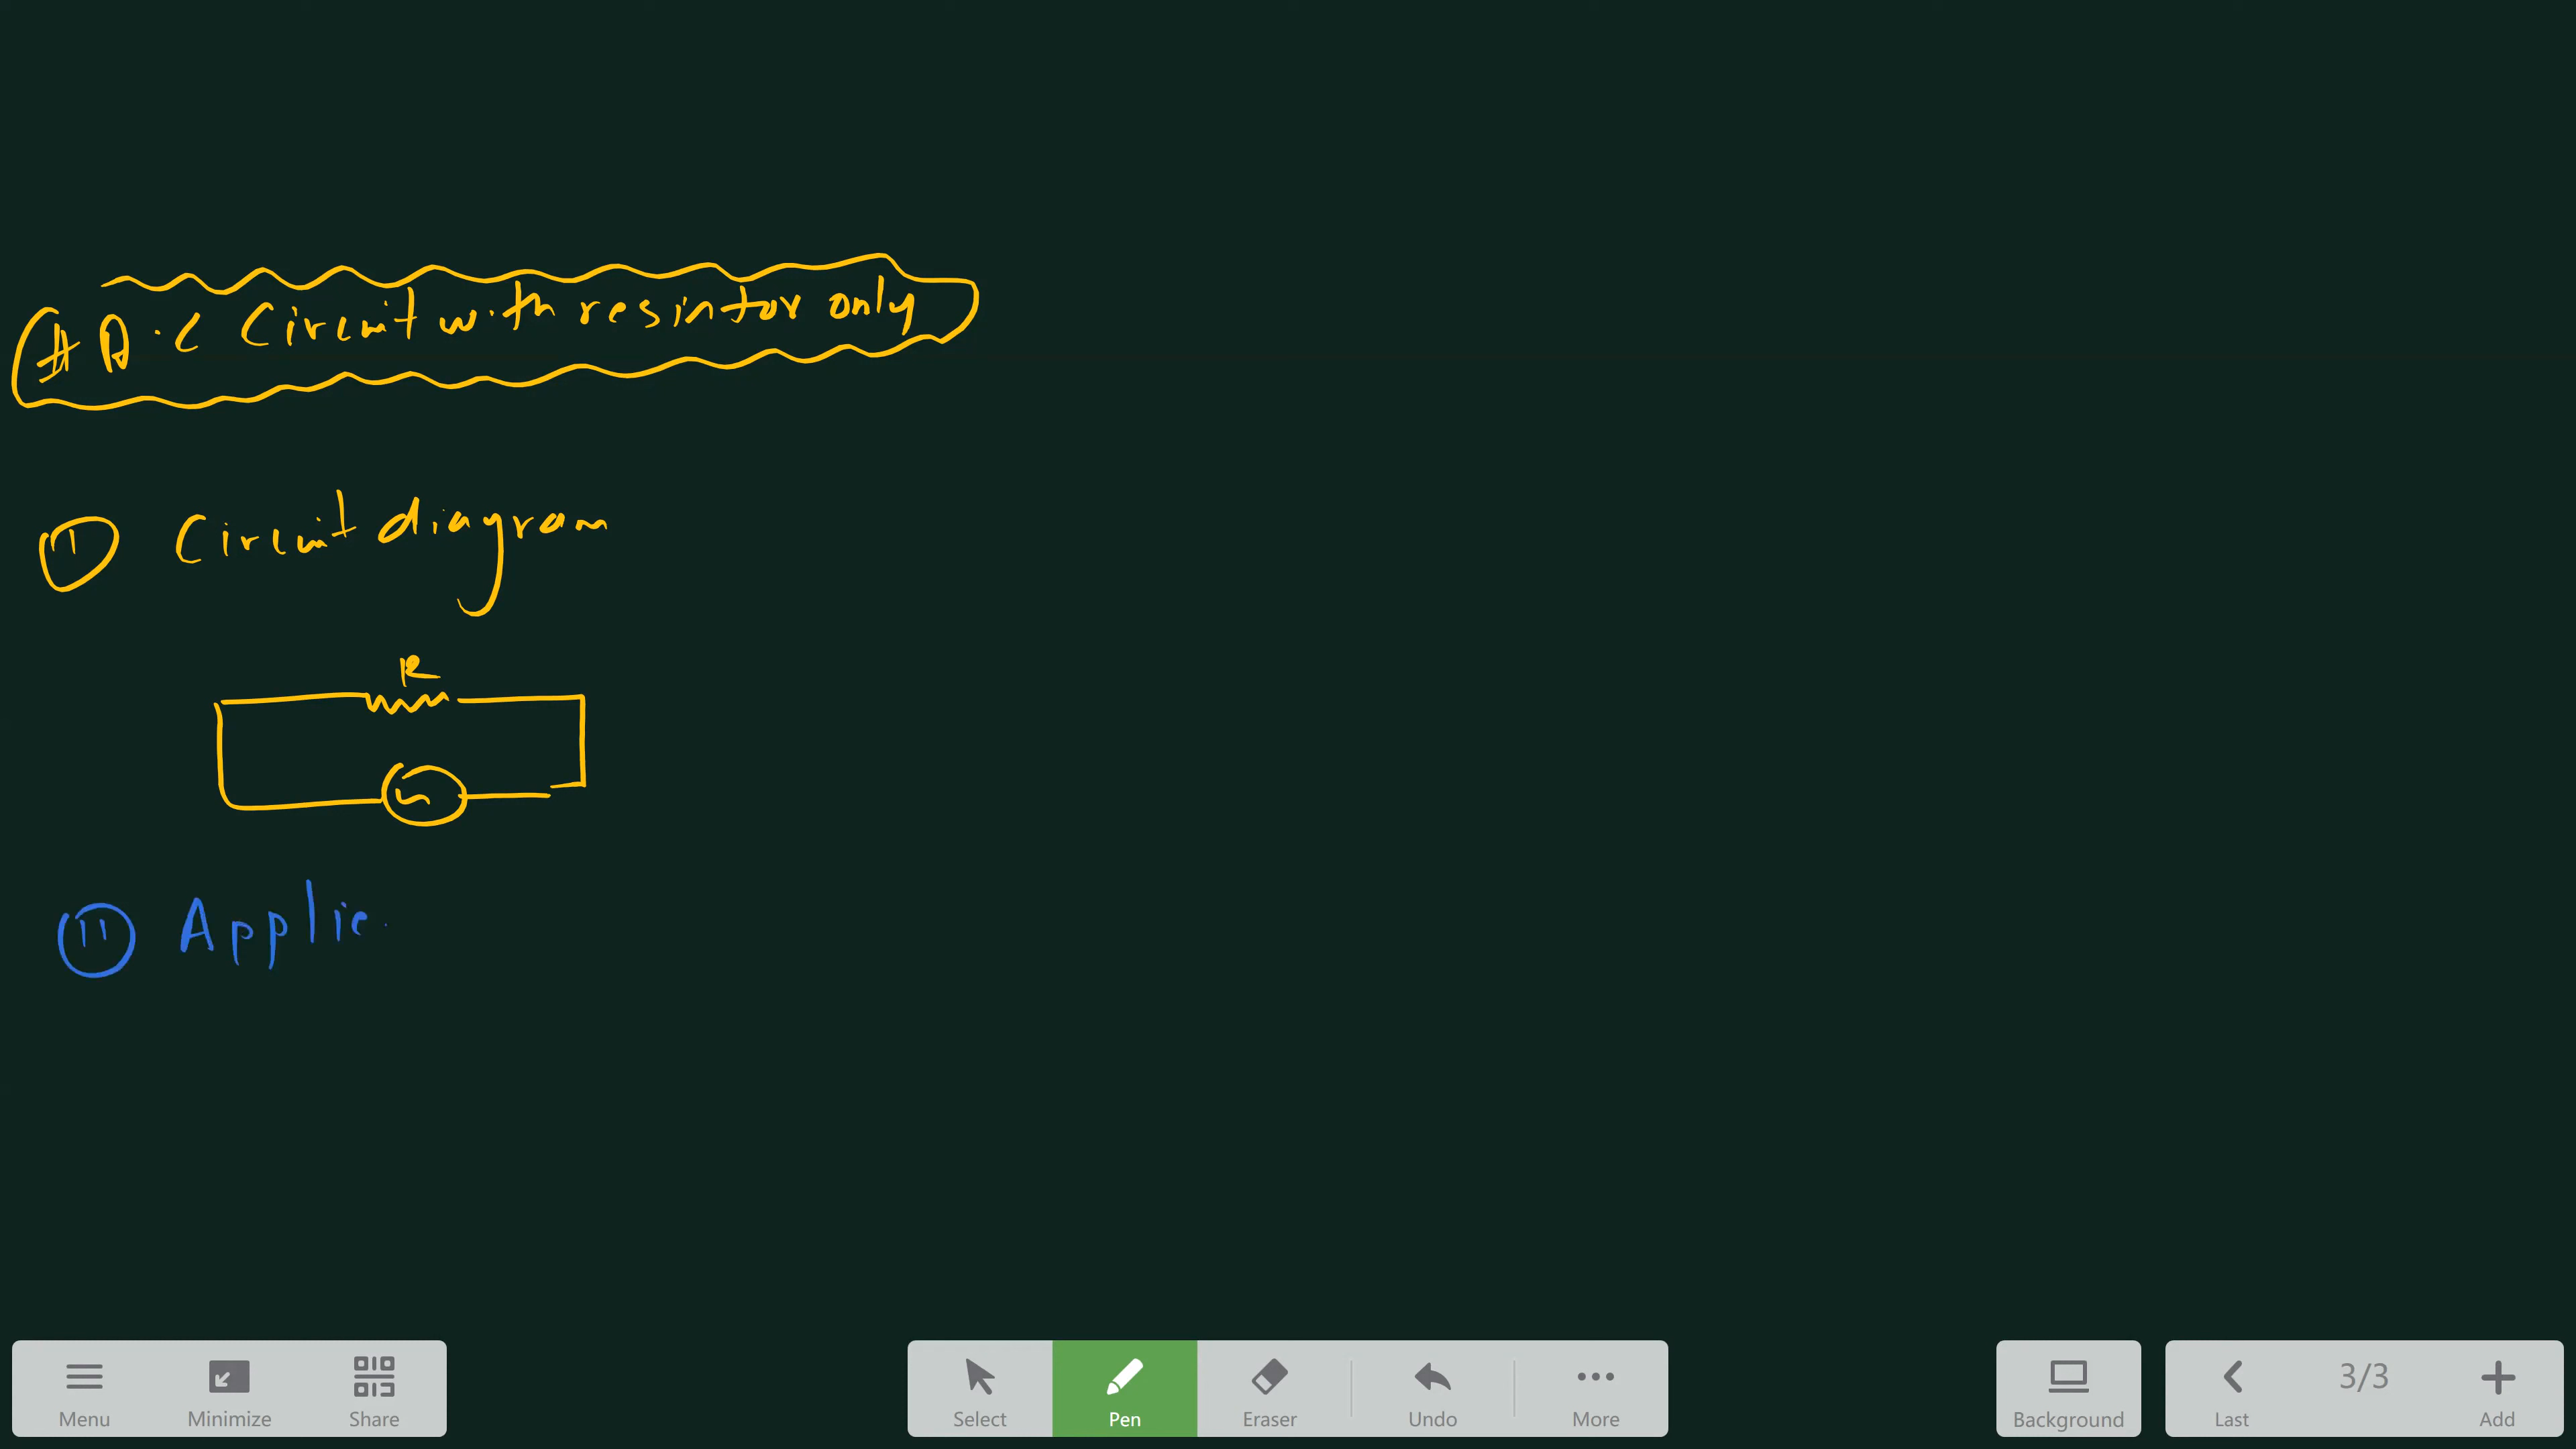 # A.C Circuit with resistor only
I Circuit diagram
R
II Applie
Menu Minimize Share Select Pen Eraser Undo More Background Last 3/3 Add